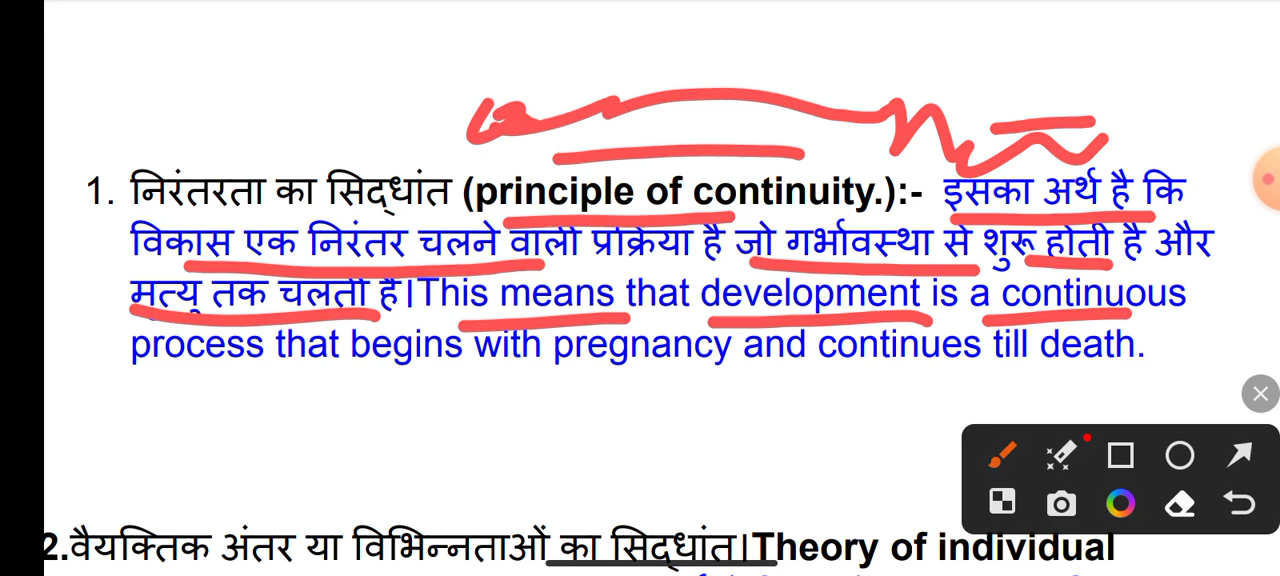 1. निरंतरता का सिद्धांत (principle of continuity.):- इसका अर्थ है कि
विकास एक निरंतर चलने वाली प्रक्रिया है जो गर्भावस्था से शुरू होती है और
मृत्यु तक चलती है।This means that development is a continuous
process that begins with pregnancy and continues till death.
2.वैयक्तिक अंतर या विभिन्नताओं का सिद्धांत।Theory of individual